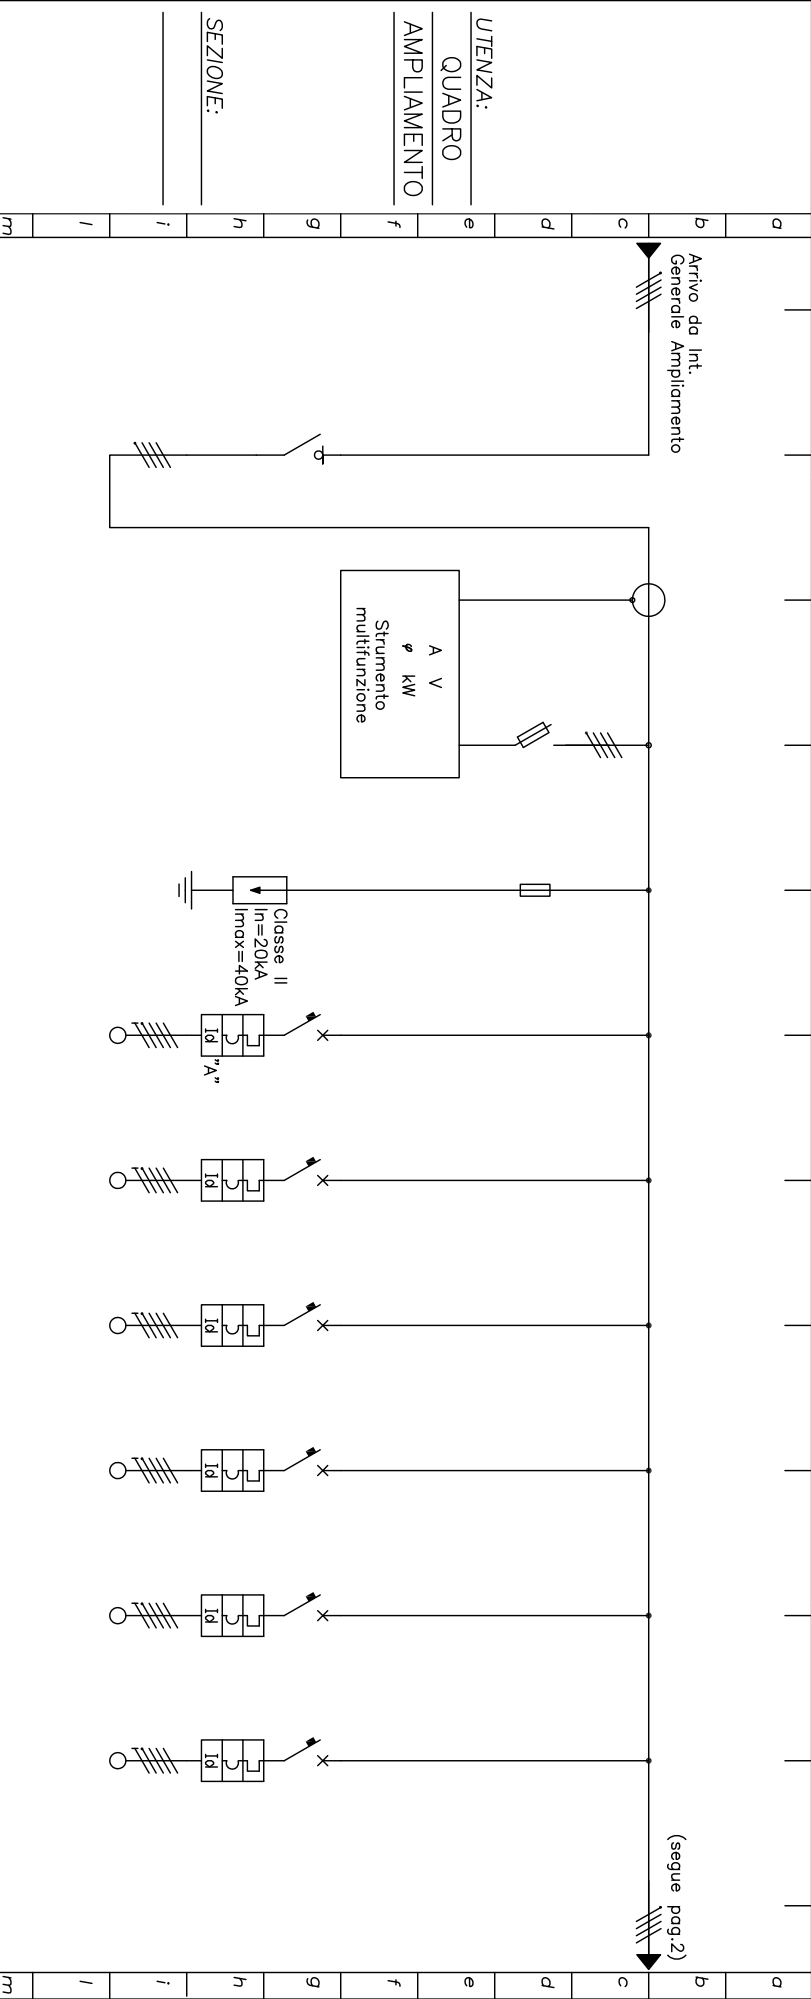 UTENZA:
QUADRO
AMPLIAMENTO
SEZIONE:
a
b
c
d
e
f
g
h
i
l
m
Arrivo da Int.
Generale Ampliamento
A V
φ kW
Strumento
multifunzione
Classe II
In=20kA
Imax=40kA
Id
"A"
Id
Id
Id
Id
Id
(segue pag.2)
a
b
c
d
e
f
g
h
i
l
m